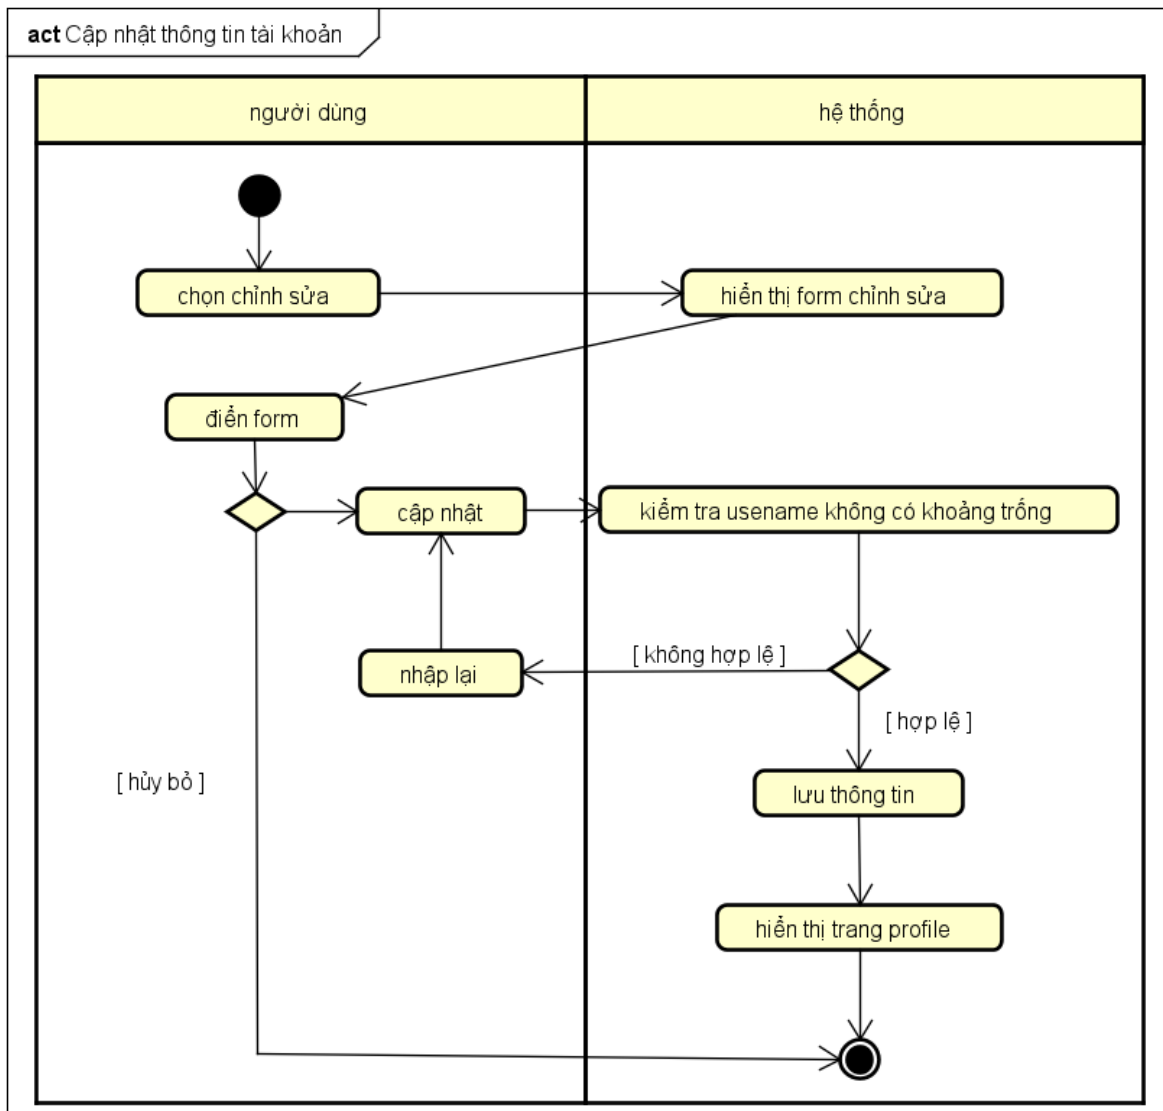 act Cập nhật thông tin tài khoản
người dùng
hệ thống
chọn chỉnh sửa
hiển thị form chỉnh sửa
điển form
cập nhật
kiểm tra usename không có khoảng trống
[ không hợp lệ ]
nhập lại
[ hợp lệ ]
[ hủy bỏ ]
lưu thông tin
hiển thị trang profile